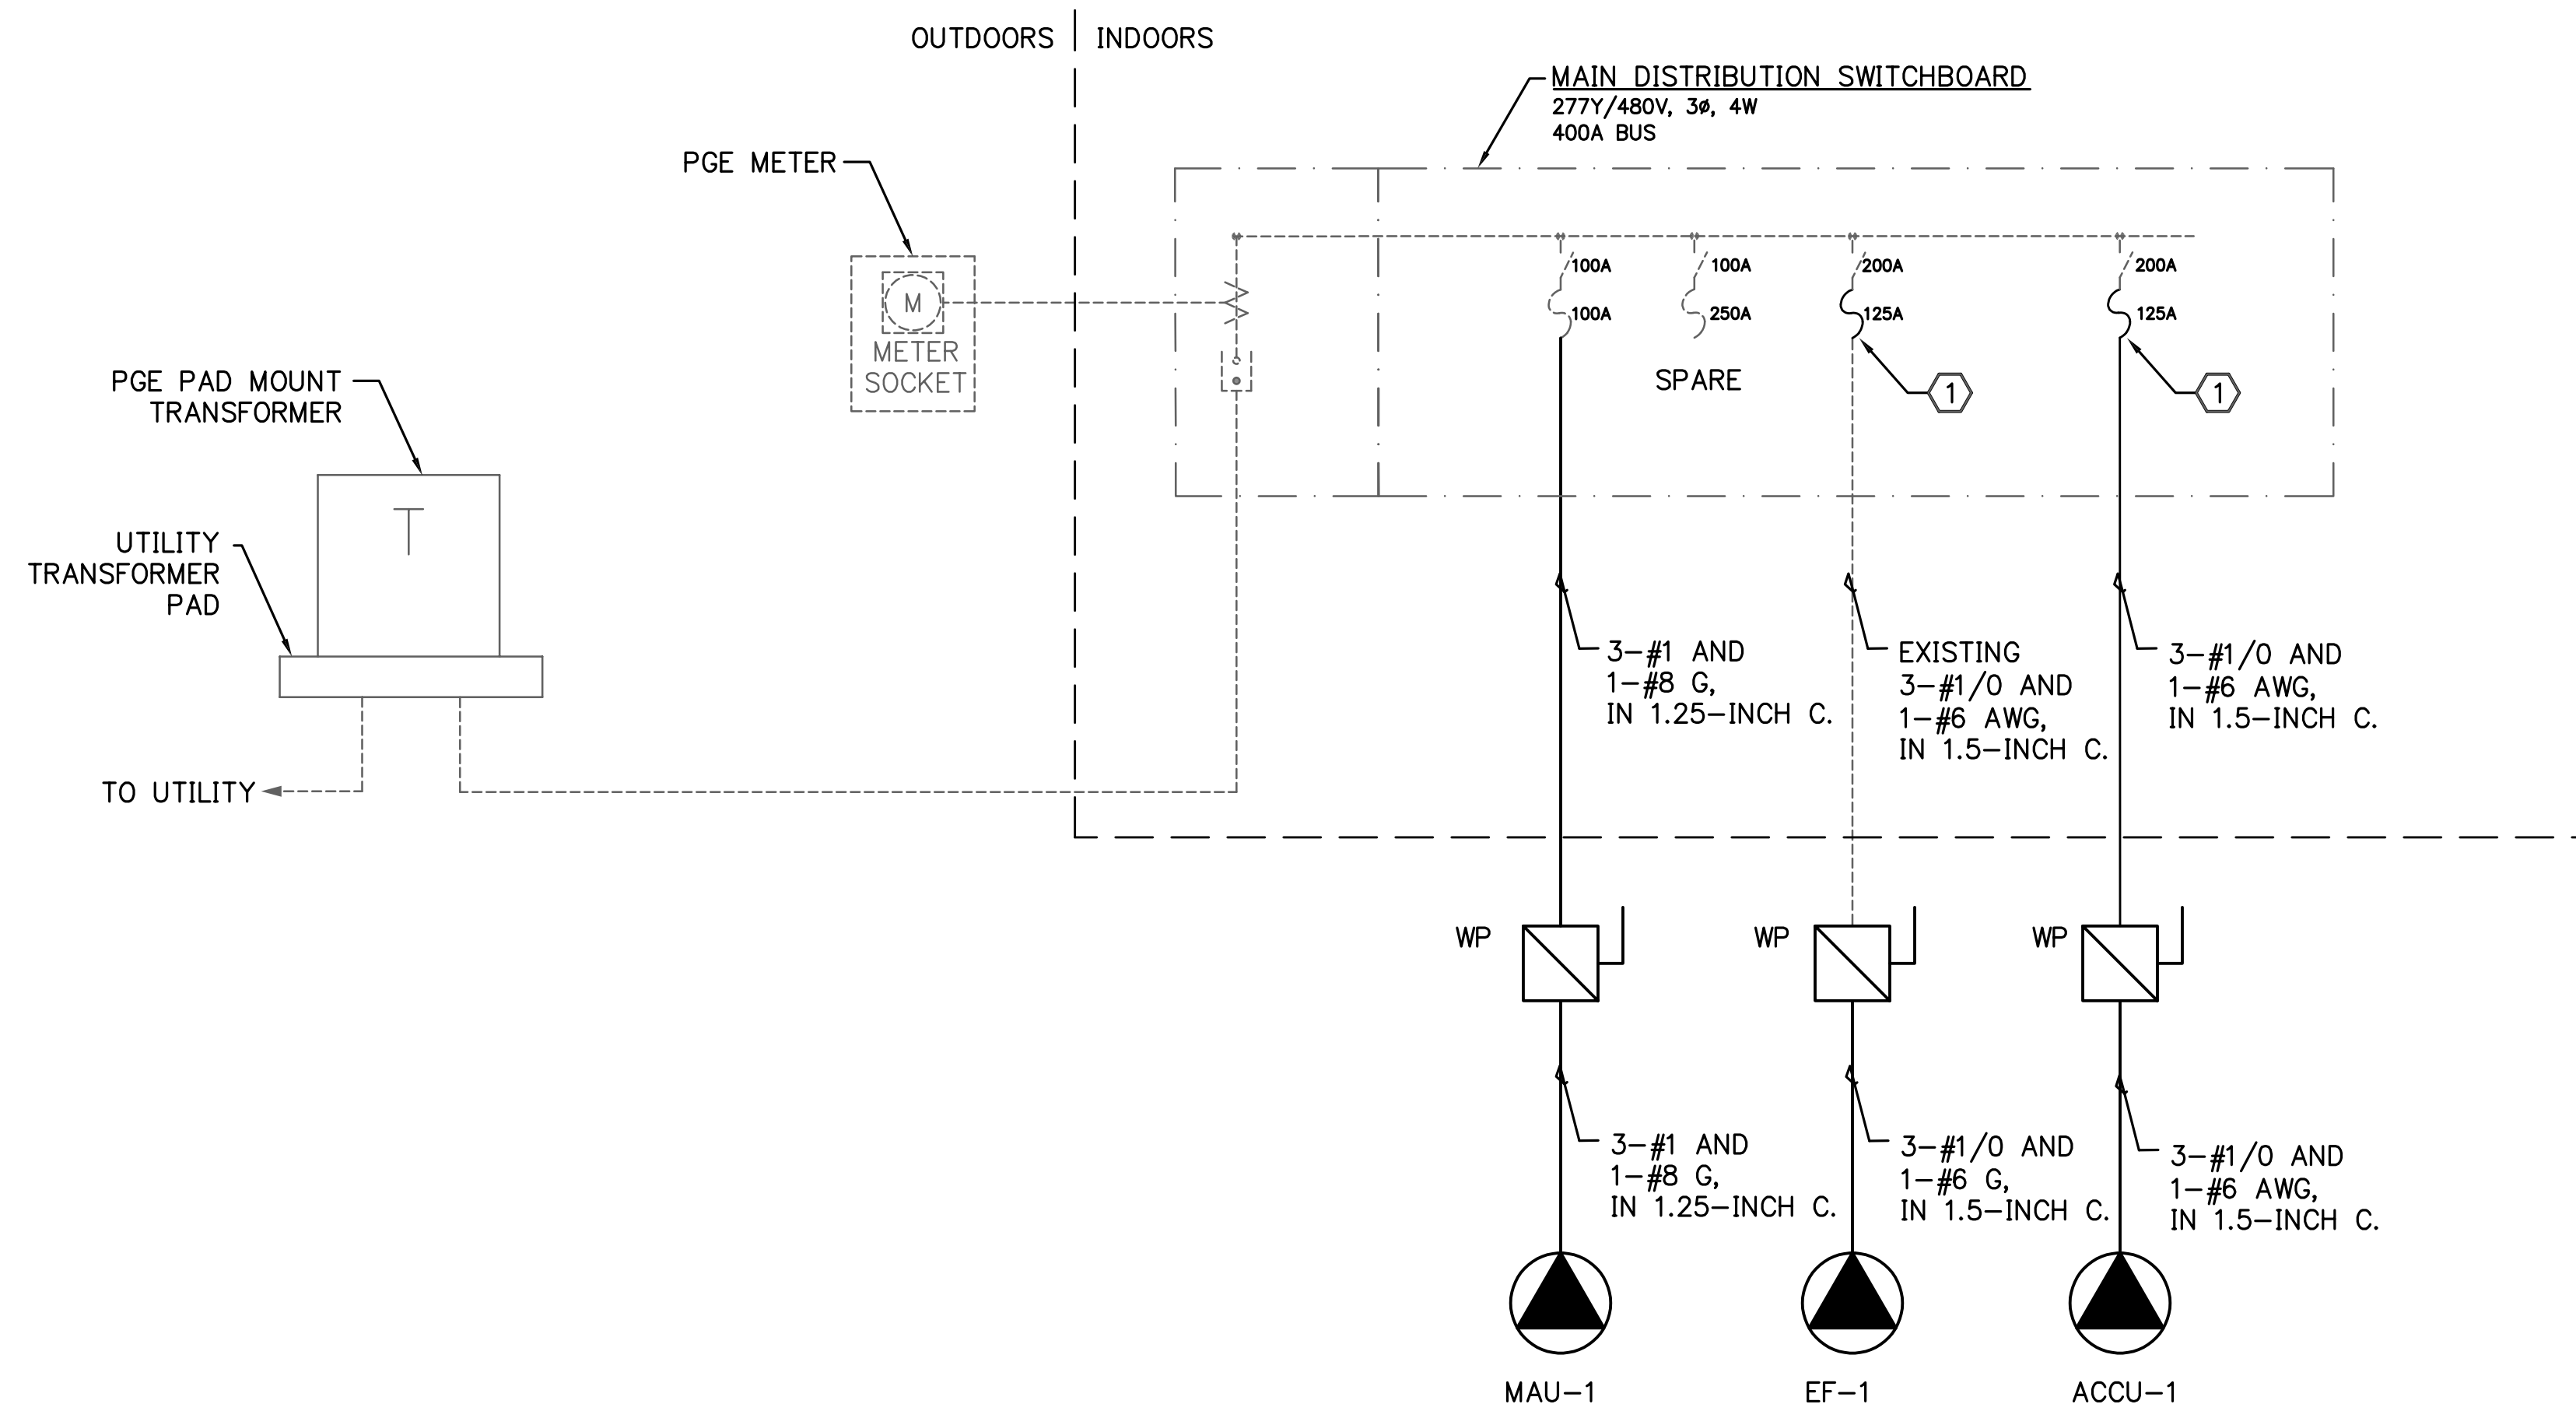 OUTDOORS
INDOORS
MAIN DISTRIBUTION SWITCHBOARD
277Y/480V, 3ø, 4W
400A BUS
PGE METER
M
METER
SOCKET
100A
100A
100A
250A
SPARE
200A
125A
1
200A
125A
1
PGE PAD MOUNT
TRANSFORMER
T
UTILITY
TRANSFORMER
PAD
TO UTILITY
3-#1 AND
1-#8 G,
IN 1.25-INCH C.
EXISTING
3-#1/0 AND
1-#6 AWG,
IN 1.5-INCH C.
3-#1/0 AND
1-#6 AWG,
IN 1.5-INCH C.
WP
WP
WP
3-#1 AND
1-#8 G,
IN 1.25-INCH C.
3-#1/0 AND
1-#6 G,
IN 1.5-INCH C.
3-#1/0 AND
1-#6 AWG,
IN 1.5-INCH C.
MAU-1
EF-1
ACCU-1